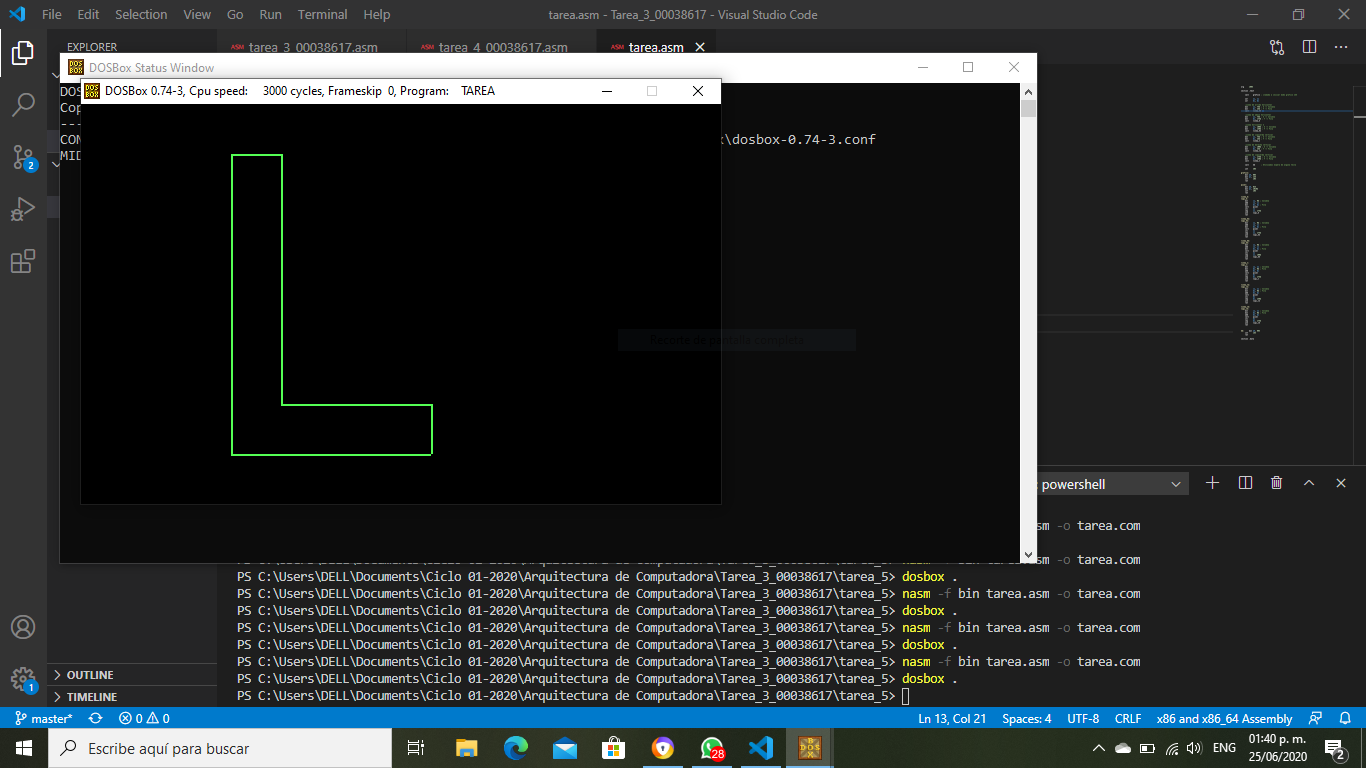 File Edit Selection View Go Run Terminal Help
tarea.asm - Tarea_3_00038617 - Visual Studio Code
EXPLORER
ASM tarea_3_00038617.asm
ASM tarea_4_00038617.asm
ASM tarea.asm
DOSBox Status Window
DOSBox 0.74-3, Cpu speed: 3000 cycles, Frameskip 0, Program: TAREA
DOS
Cop
---
CON
\dosbox-0.74-3.conf
MID
Recorte de pantalla completa
powershell
sm -o tarea.com
sm -o tarea.com
PS C:\Users\DELL\Documents\Ciclo 01-2020\Arquitectura de Computadora\Tarea_3_00038617\tarea_5> dosbox .
PS C:\Users\DELL\Documents\Ciclo 01-2020\Arquitectura de Computadora\Tarea_3_00038617\tarea_5> nasm -f bin tarea.asm -o tarea.com
PS C:\Users\DELL\Documents\Ciclo 01-2020\Arquitectura de Computadora\Tarea_3_00038617\tarea_5> dosbox .
PS C:\Users\DELL\Documents\Ciclo 01-2020\Arquitectura de Computadora\Tarea_3_00038617\tarea_5> nasm -f bin tarea.asm -o tarea.com
PS C:\Users\DELL\Documents\Ciclo 01-2020\Arquitectura de Computadora\Tarea_3_00038617\tarea_5> dosbox .
PS C:\Users\DELL\Documents\Ciclo 01-2020\Arquitectura de Computadora\Tarea_3_00038617\tarea_5> nasm -f bin tarea.asm -o tarea.com
PS C:\Users\DELL\Documents\Ciclo 01-2020\Arquitectura de Computadora\Tarea_3_00038617\tarea_5> dosbox .
PS C:\Users\DELL\Documents\Ciclo 01-2020\Arquitectura de Computadora\Tarea_3_00038617\tarea_5>
2
1
OUTLINE
TIMELINE
master* 0 0 Ln 13, Col 21 Spaces: 4 UTF-8 CRLF x86 and x86_64 Assembly
Escribe aquí para buscar
28
DOS BOX
ENG
01:40 p. m.
25/06/2020
2